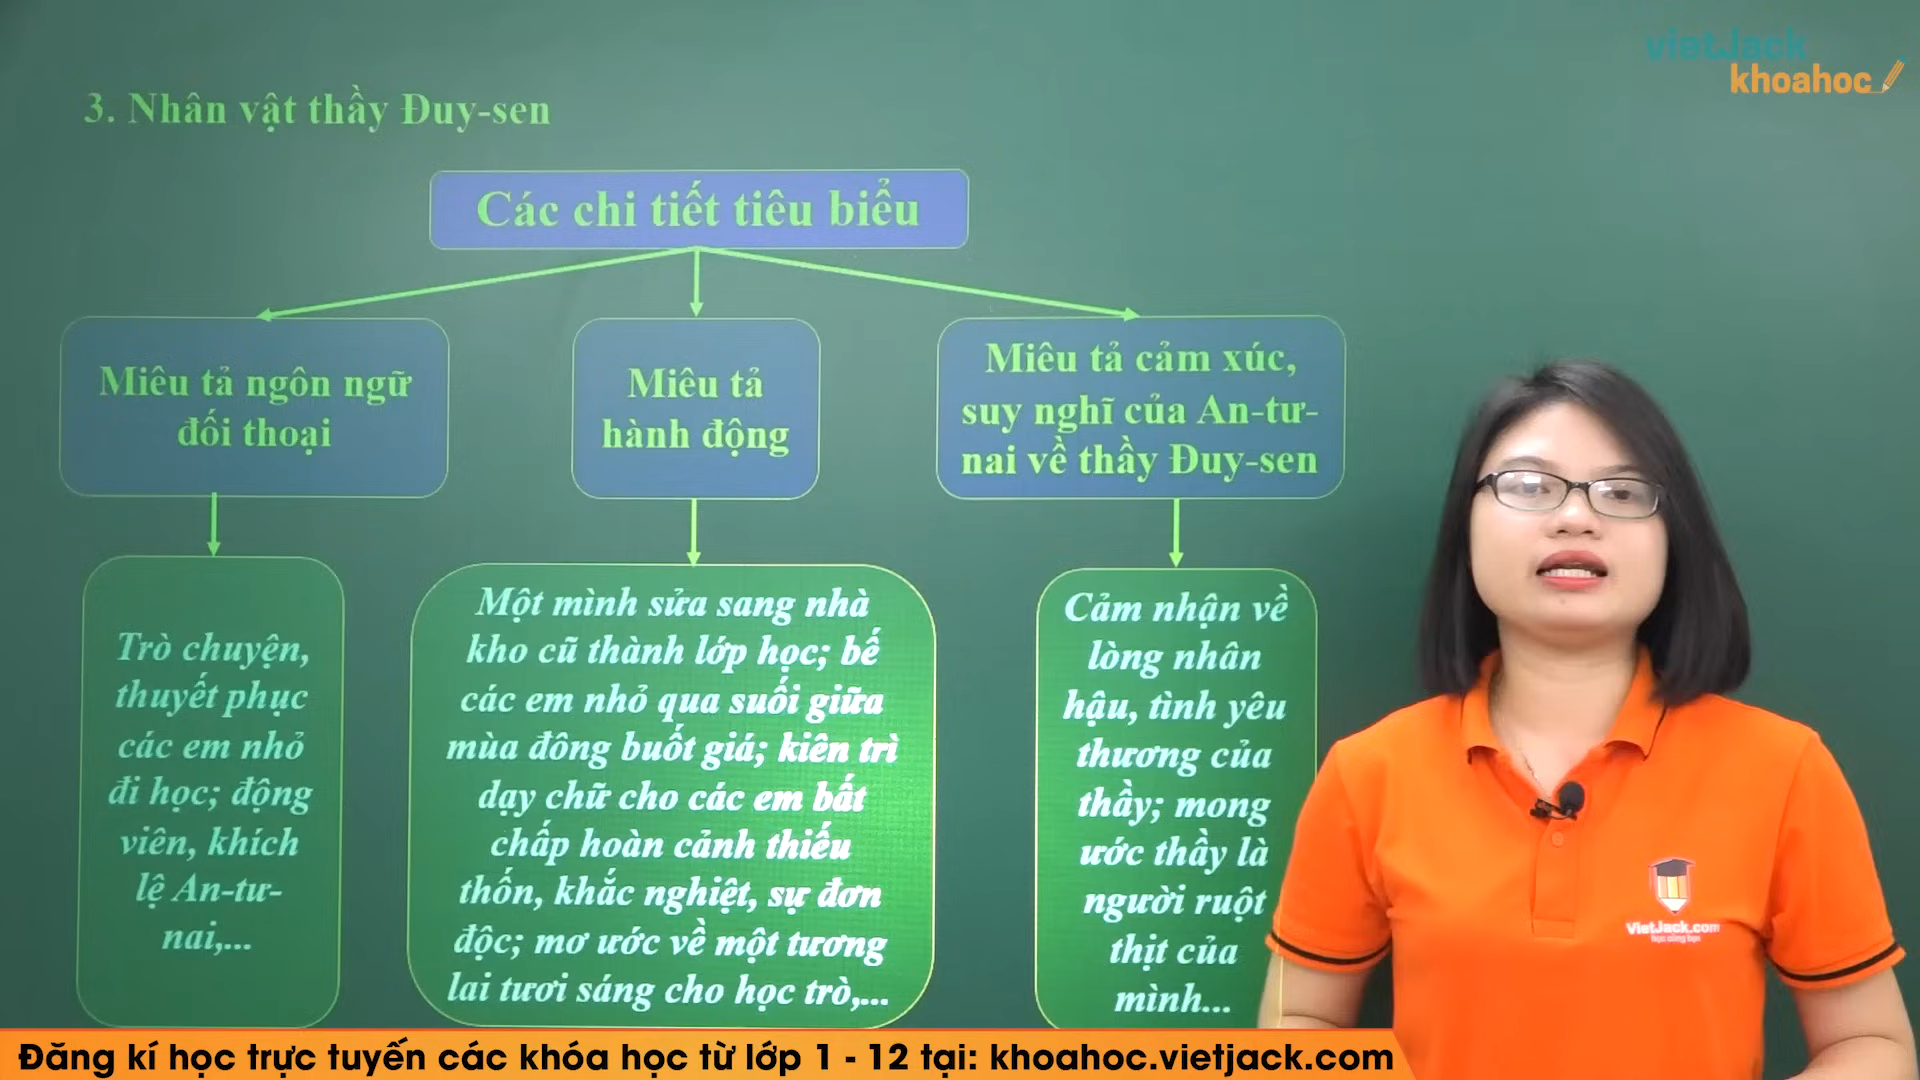 vietJack
khoahoc
3. Nhân vật thầy Đuy-sen
Các chi tiết tiêu biểu
Miêu tả ngôn ngữ
đối thoại
Miêu tả
hành động
Miêu tả cảm xúc,
suy nghĩ của An-tư-
nai về thầy Đuy-sen
Trò chuyện,
thuyết phục
các em nhỏ
đi học; động
viên, khích
lệ An-tư-
nai,...
Một mình sửa sang nhà
kho cũ thành lớp học; bế
các em nhỏ qua suối giữa
mùa đông buốt giá; kiên trì
dạy chữ cho các em bất
chấp hoàn cảnh thiếu
thốn, khắc nghiệt, sự đơn
độc; mơ ước về một tương
lai tươi sáng cho học trò,...
Cảm nhận về
lòng nhân
hậu, tình yêu
thương của
thầy; mong
ước thầy là
người ruột
thịt của
mình...
VietJack.com
học cùng bạn
Đăng kí học trực tuyến các khóa học từ lớp 1 - 12 tại: khoahoc.vietjack.com